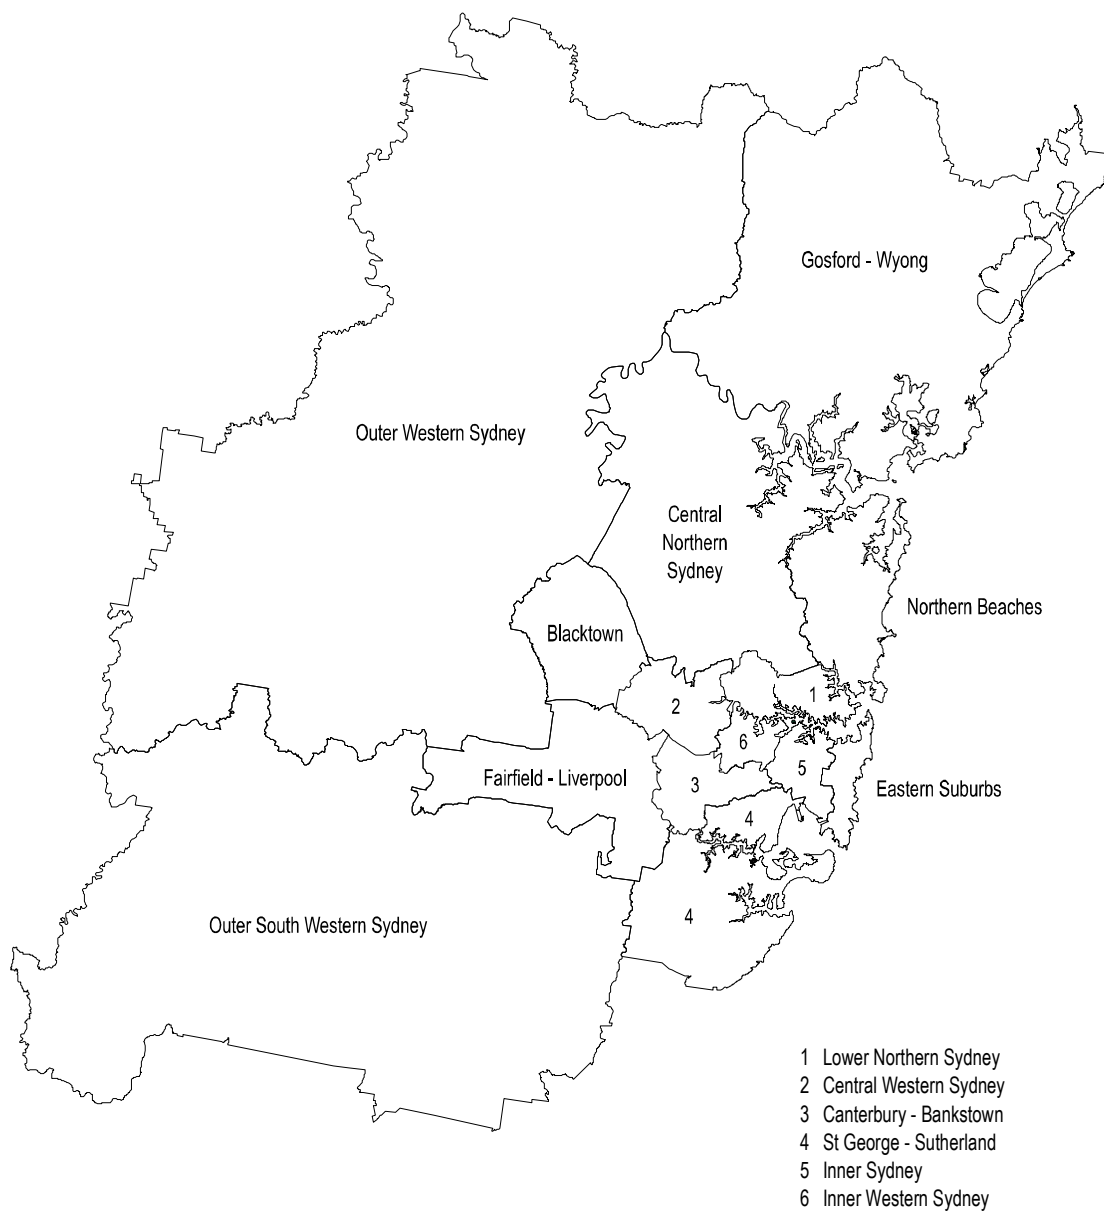 Gosford - Wyong
Outer Western Sydney
Central
Northern
Sydney
Northern Beaches
Blacktown
1
2
6
Fairfield - Liverpool
5
3
Eastern Suburbs
4
4
Outer South Western Sydney
1 Lower Northern Sydney
2 Central Western Sydney
3 Canterbury - Bankstown
4 St George - Sutherland
5 Inner Sydney
6 Inner Western Sydney